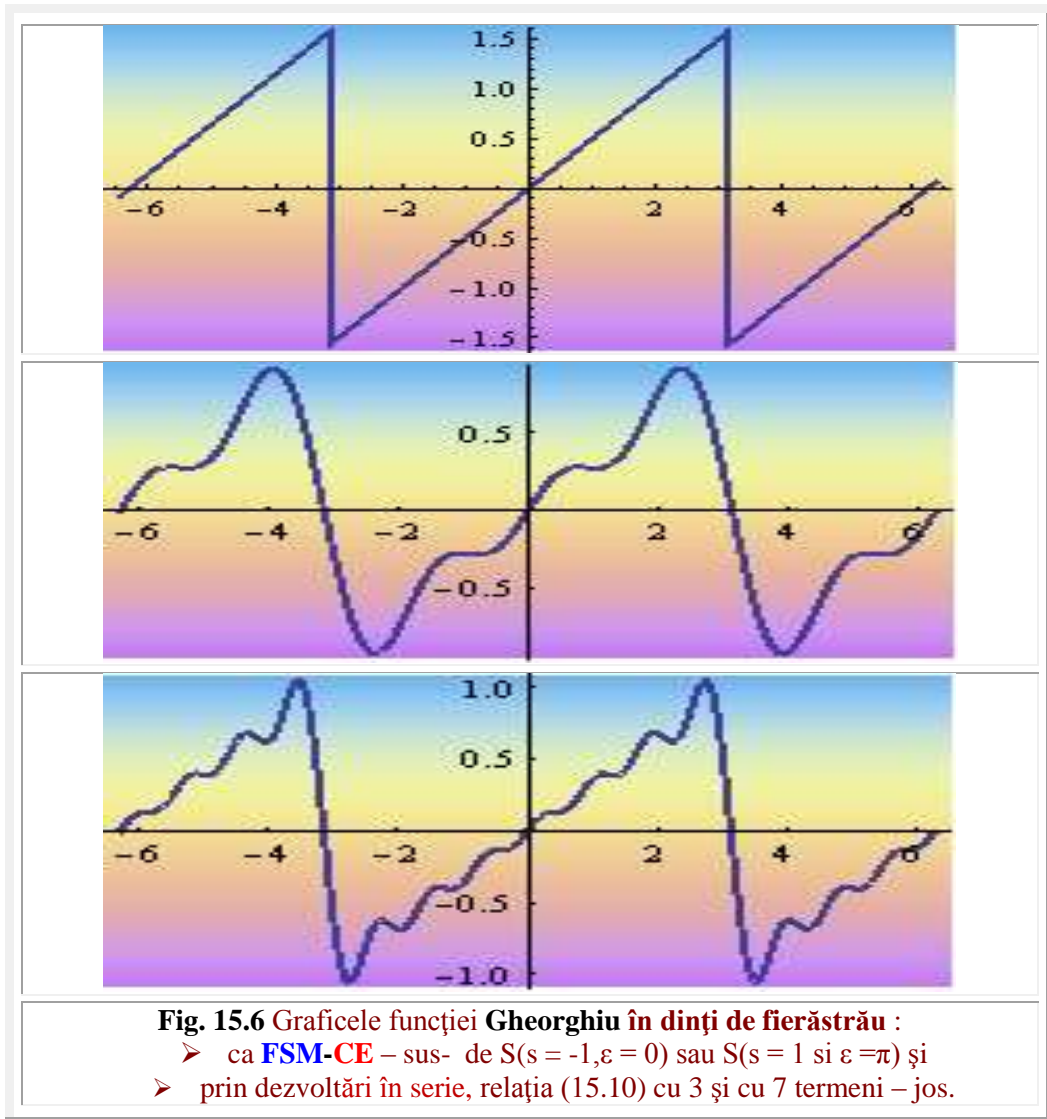 1.5
1.0
0.5
-6 -4 -2 2 4 6
-0.5
-1.0
-1.5
0.5
-6 -4 -2 2 4 6
-0.5
1.0
0.5
-6 -4 -2 2 4 6
-0.5
-1.0
Fig. 15.6 Graficele funcţiei Gheorghiu în dinţi de fierăstrău :
➢ ca FSM-CE – sus- de S(s = -1,ε = 0) sau S(s = 1 si ε =π) şi
➢ prin dezvoltări în serie, relaţia (15.10) cu 3 şi cu 7 termeni – jos.